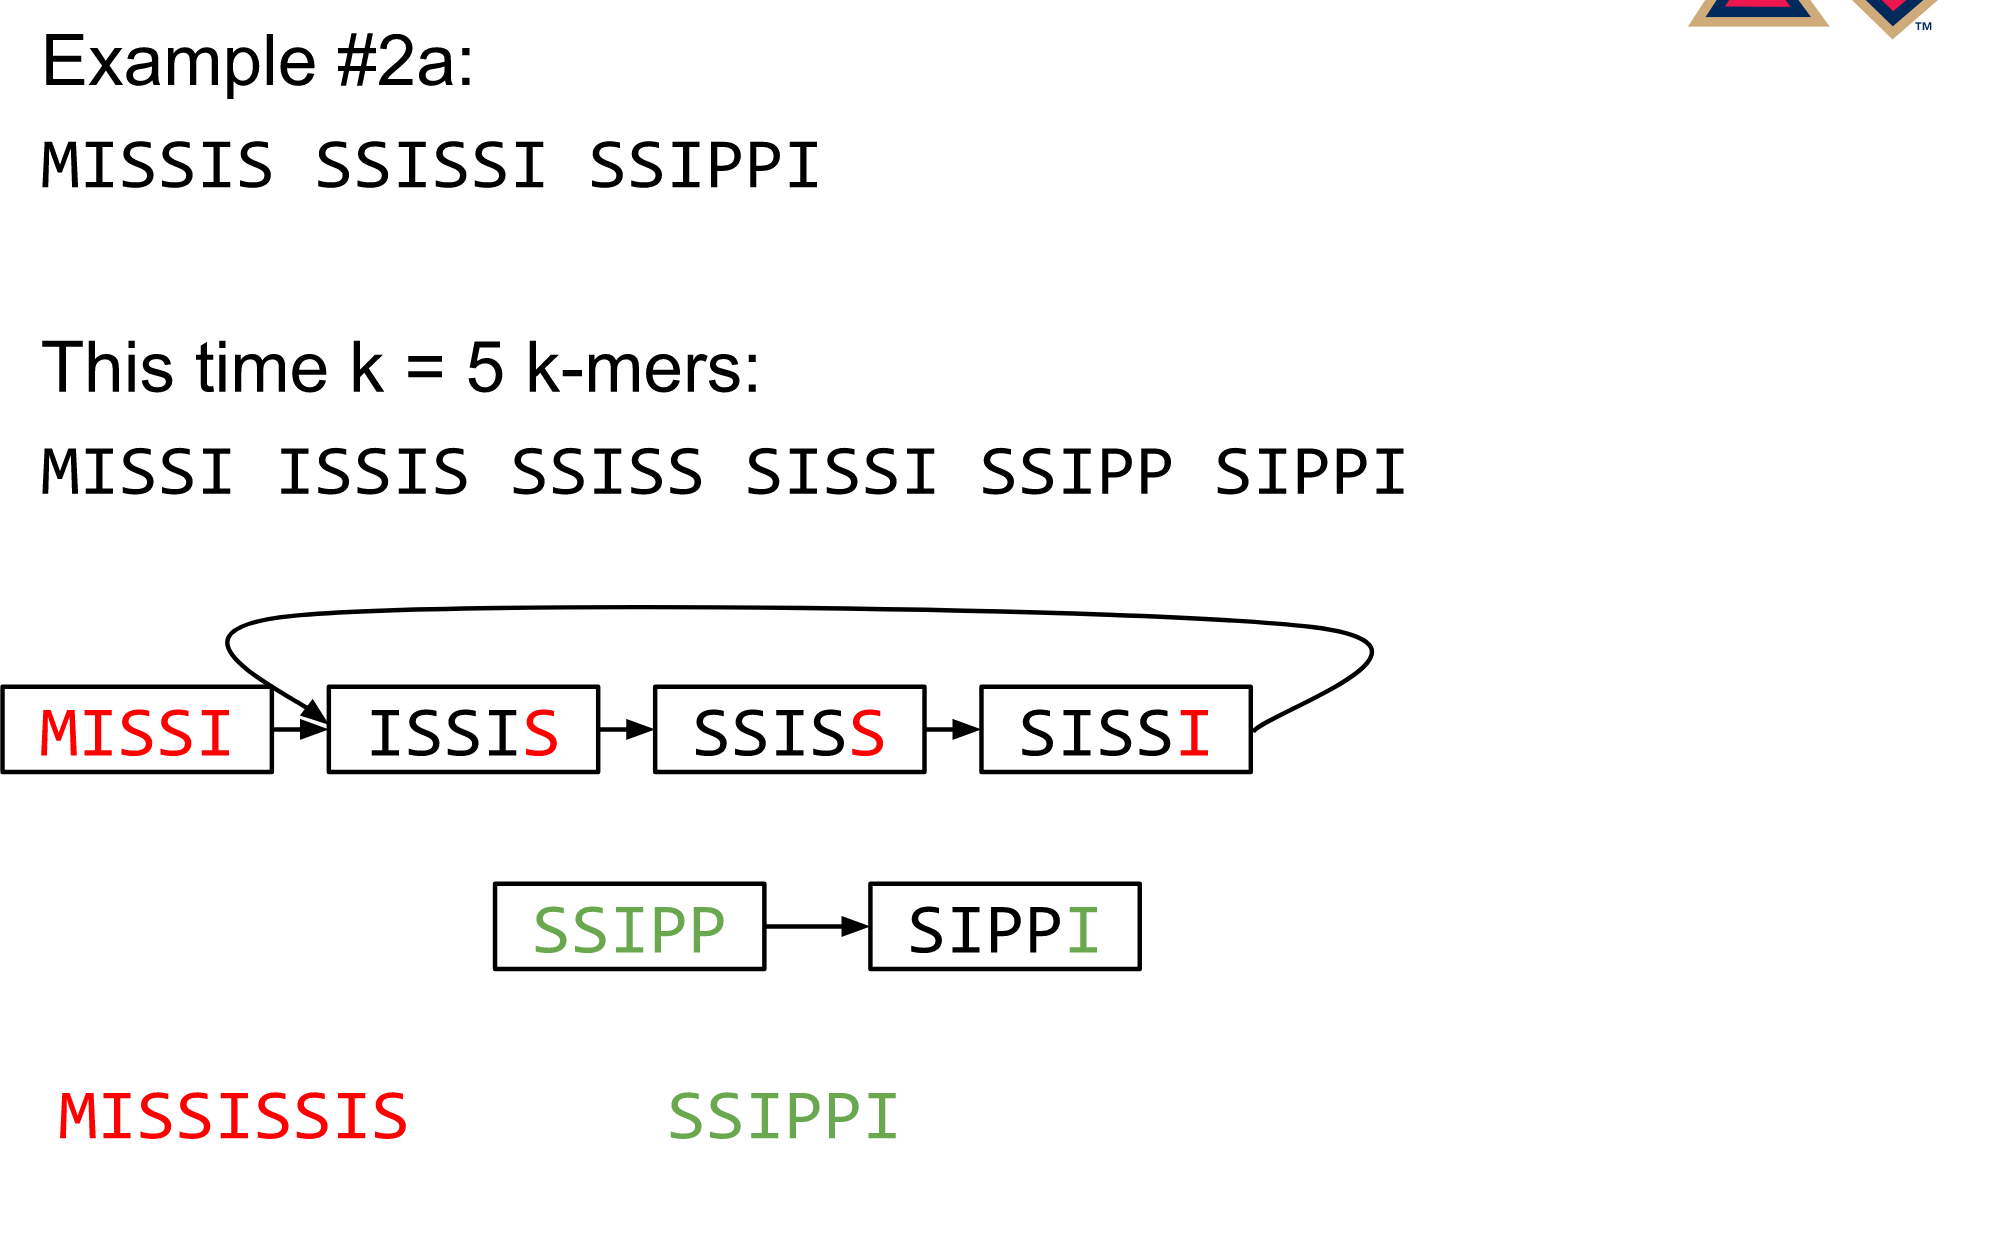 ™
Example #2a:
MISSIS SSISSI SSIPPI
This time k = 5 k-mers:
MISSI ISSIS SSISS SISSI SSIPP SIPPI
MISSI ISSIS SSISS SISSI
SSIPP SIPPI
MISSISSIS SSIPPI